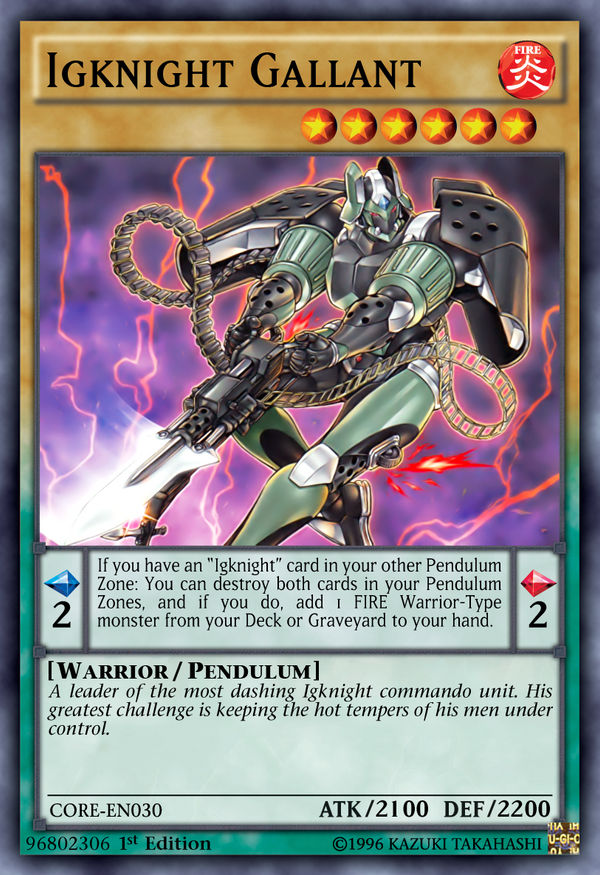 IGKNIGHT GALLANT
FIRE
炎
If you have an "Igknight" card in your other Pendulum
Zone: You can destroy both cards in your Pendulum
Zones, and if you do, add 1 FIRE Warrior-Type
monster from your Deck or Graveyard to your hand.
2
2
[WARRIOR / PENDULUM]
A leader of the most dashing Igknight commando unit. His
greatest challenge is keeping the hot tempers of his men under
control.
CORE-EN030
ATK/2100 DEF/2200
96802306 1st Edition
©1996 KAZUKI TAKAHASHI